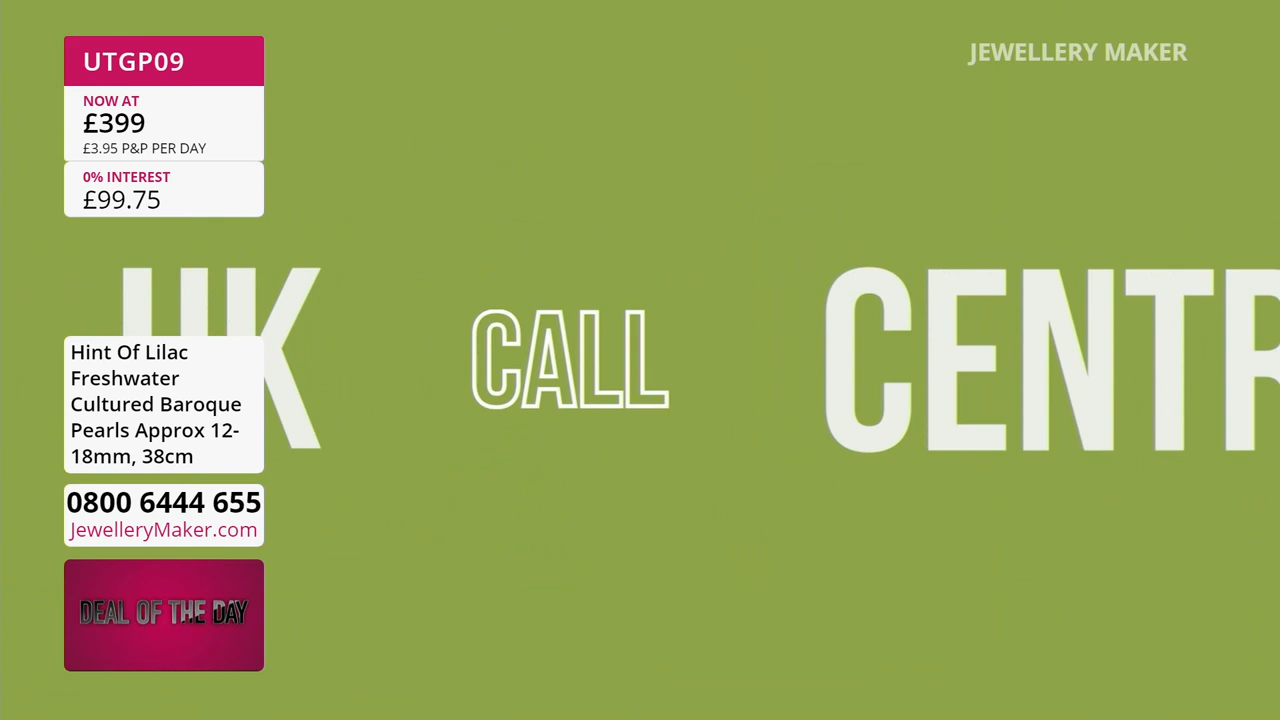 UTGP09
NOW AT
£399
£3.95 P&P PER DAY
0% INTEREST
£99.75
JEWELLERY MAKER
UK CALL CENTR
Hint Of Lilac
Freshwater
Cultured Baroque
Pearls Approx 12-
18mm, 38cm
0800 6444 655
JewelleryMaker.com
DEAL OF THE DAY